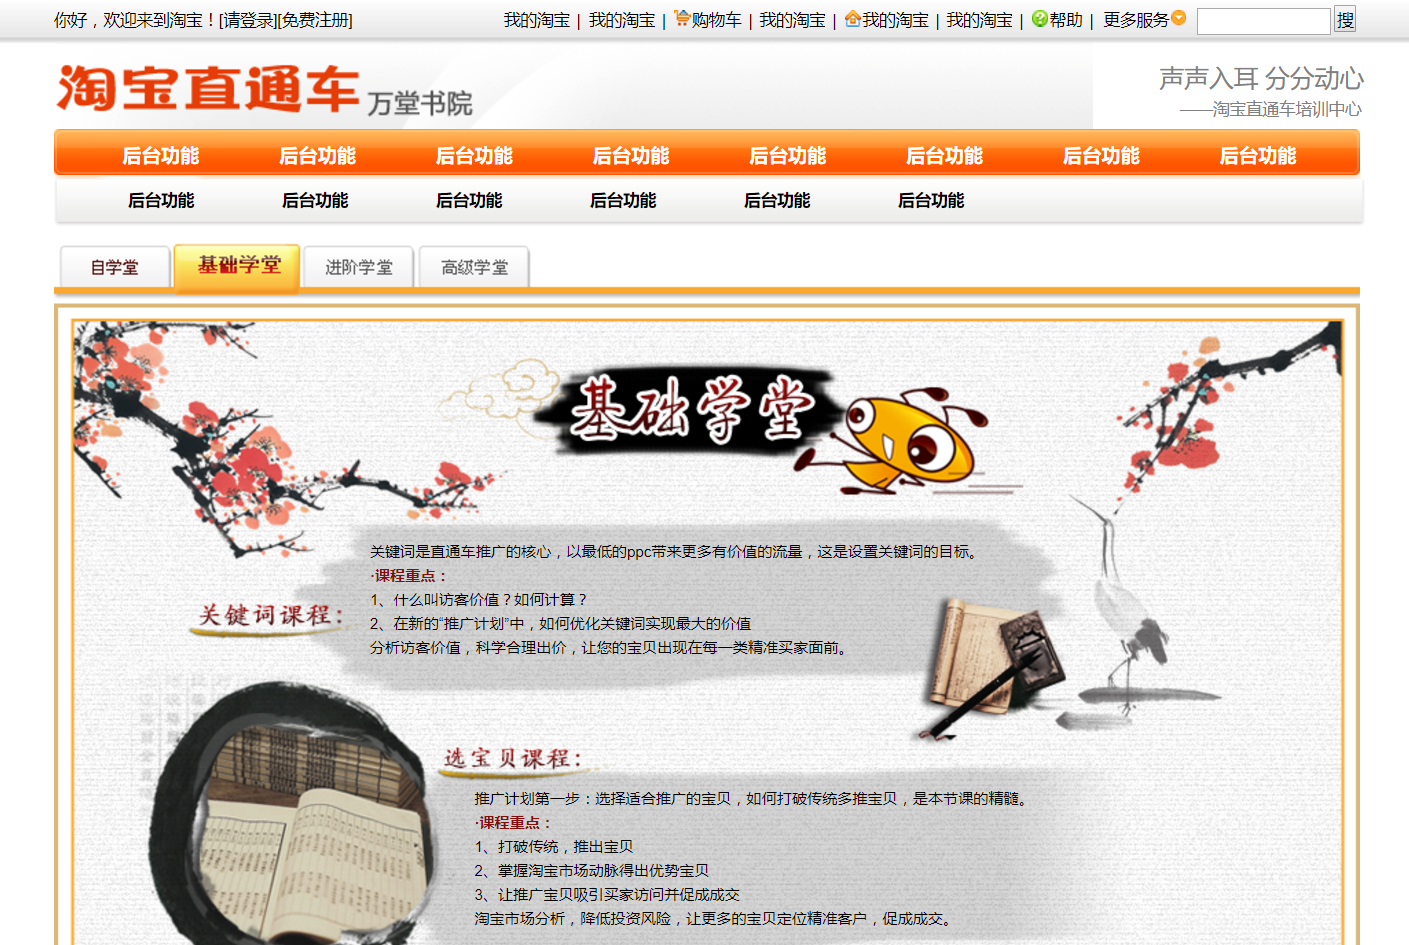 你好，欢迎来到淘宝！[请登录][免费注册]
我的淘宝 | 我的淘宝 | 购物车 | 我的淘宝 | 我的淘宝 | 我的淘宝 | 帮助 | 更多服务 搜
淘宝直通车 万堂书院
声声入耳 分分动心
——淘宝直通车培训中心
后台功能 后台功能 后台功能 后台功能 后台功能 后台功能 后台功能 后台功能
后台功能 后台功能 后台功能 后台功能 后台功能 后台功能
自学堂 基础学堂 进阶学堂 高级学堂
基础学堂
关键词课程：
关键词是直通车推广的核心，以最低的ppc带来更多有价值的流量，这是设置关键词的目标。
·课程重点：
1、什么叫访客价值？如何计算？
2、在新的“推广计划”中，如何优化关键词实现最大的价值
分析访客价值，科学合理出价，让您的宝贝出现在每一类精准买家面前。
选宝贝课程：
推广计划第一步：选择适合推广的宝贝，如何打破传统多推宝贝，是本节课的精髓。
·课程重点：
1、打破传统，推出宝贝
2、掌握淘宝市场动脉得出优势宝贝
3、让推广宝贝吸引买家访问并促成成交
淘宝市场分析，降低投资风险，让更多的宝贝定位精准客户，促成成交。